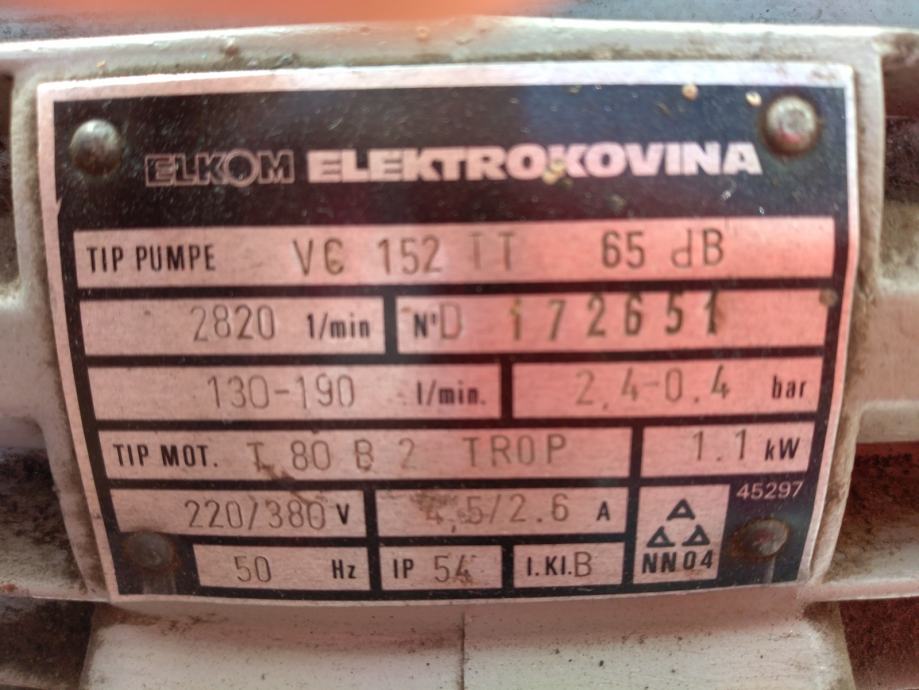 ELKOM ELEKTROKOVINA
TIP PUMPE VC 152 TT 65 dB
2820 1/min N° D 172651
130-190 l/min. 2,4-0.4 bar
TIP MOT. T 80 B 2 TROP 1.1 kW
45297
220/380 V 4,5/2.6 A
50 Hz IP 54 I.KI.B NN04